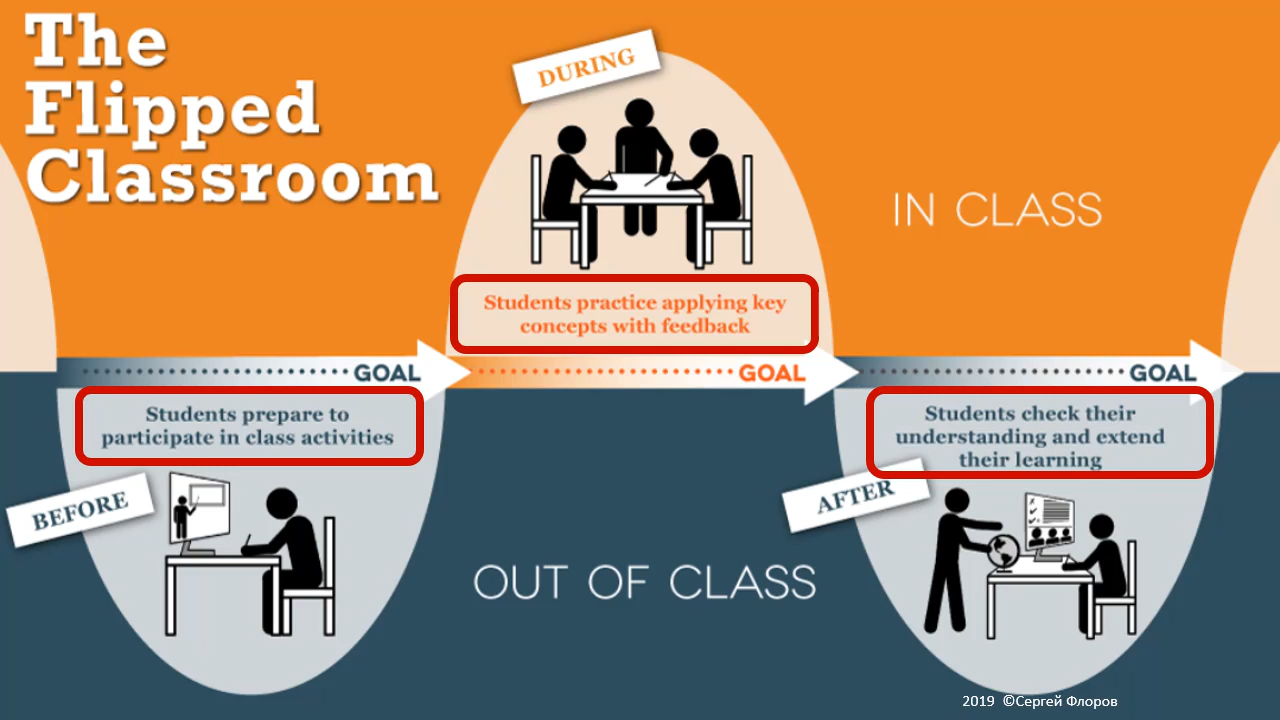 The
Flipped
Classroom
DURING
IN CLASS
Students practice applying key
concepts with feedback
GOAL
GOAL
GOAL
Students prepare to
participate in class activities
BEFORE
Students check their
understanding and extend
their learning
AFTER
OUT OF CLASS
2019 ©Сергей Флоров